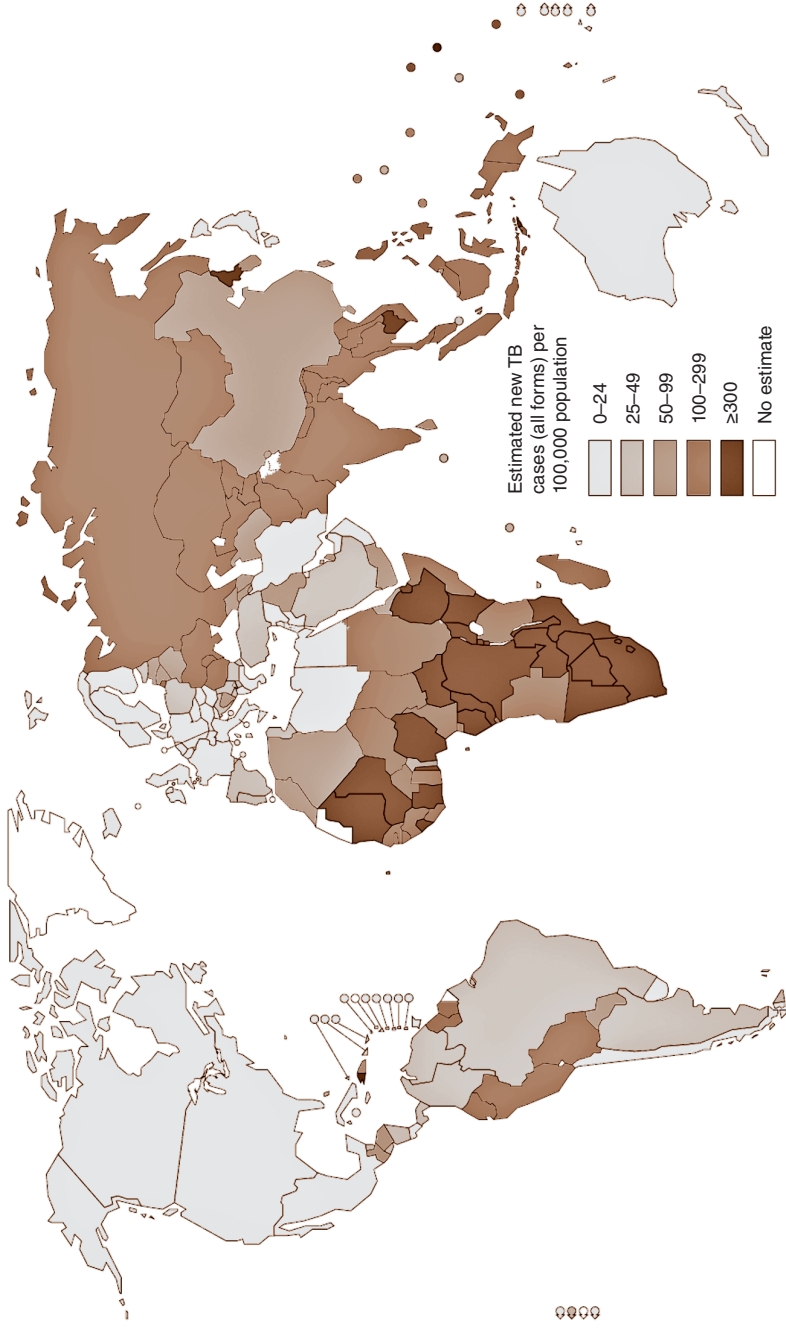 Estimated new TB
cases (all forms) per
100,000 population
0–24
25–49
50–99
100–299
≥300
No estimate